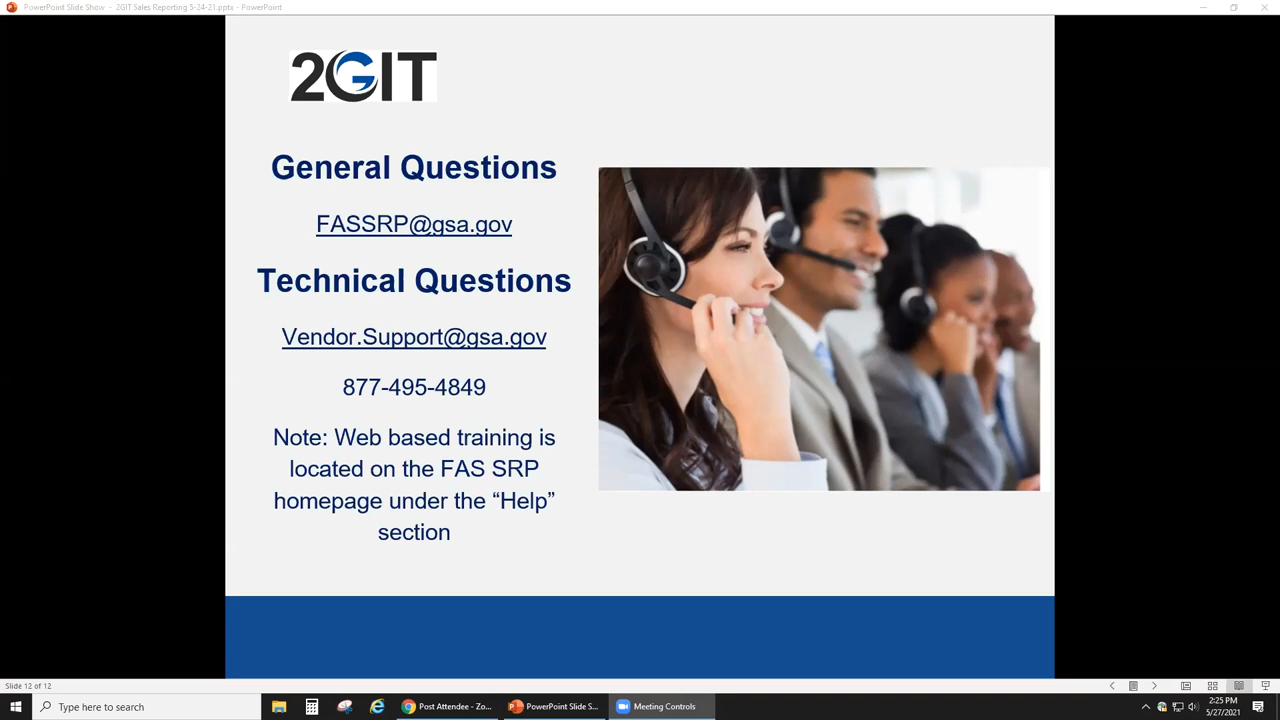 PowerPoint Slide Show - 2GIT Sales Reporting 5-24-21.pptx - PowerPoint
2GIT
General Questions
FASSRP@gsa.gov
Technical Questions
Vendor.Support@gsa.gov
877-495-4849
Note: Web based training is
located on the FAS SRP
homepage under the “Help”
section
Slide 12 of 12
Type here to search
Post Attendee - Zo...
PowerPoint Slide S...
Meeting Controls
2:25 PM
5/27/2021